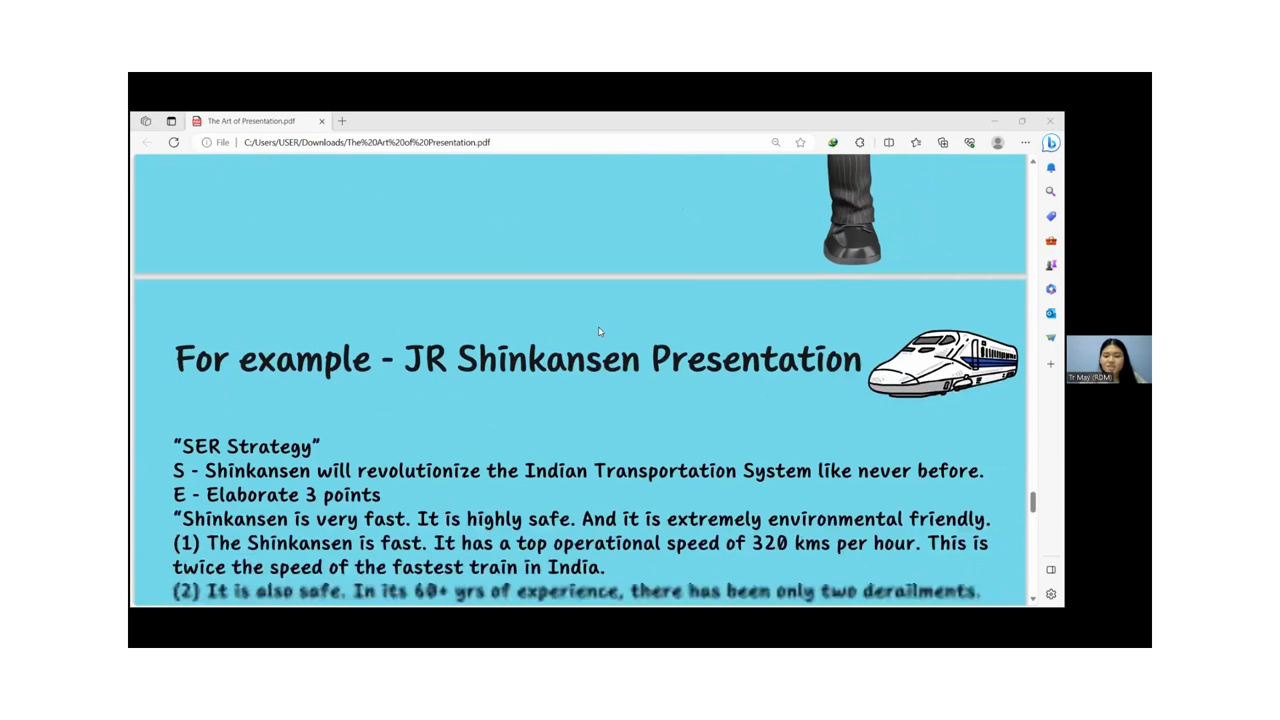 The Art of Presentation.pdf
File
C:/Users/USER/Downloads/The%20Art%20of%20Presentation.pdf
For example - JR Shinkansen Presentation
Tr May (RDM)
"SER Strategy"
S - Shinkansen will revolutionize the Indian Transportation System like never before.
E - Elaborate 3 points
"Shinkansen is very fast. It is highly safe. And it is extremely environmental friendly.
(1) The Shinkansen is fast. It has a top operational speed of 320 kms per hour. This is
twice the speed of the fastest train in India.
(2) It is also safe. In its 60+ yrs of experience, there has been only two derailments.